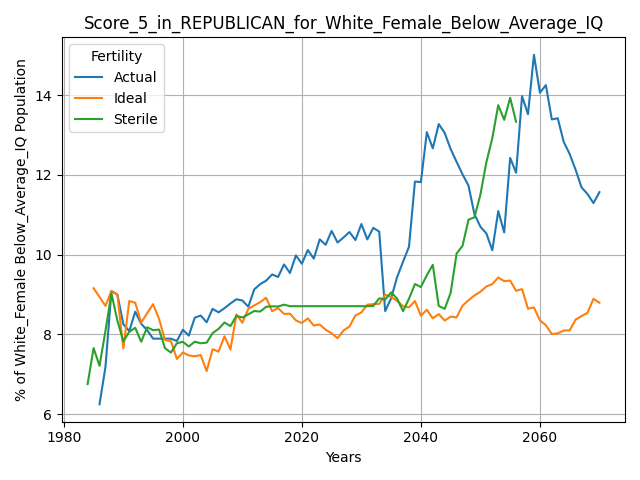 Score_5_in_REPUBLICAN_for_White_Female_Below_Average_IQ
Fertility
Actual
Ideal
Sterile
% of White_Female Below_Average_IQ Population
14
12
10
8
6
1980
2000
2020
2040
2060
Years